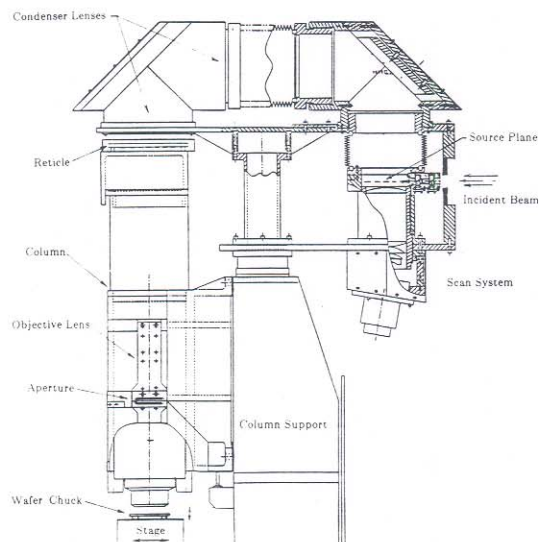 Condenser Lenses
Source Plane
Reticle
Incident Beam
Column
Scan System
Objective Lens
Aperture
Column Support
Wafer Chuck
Stage